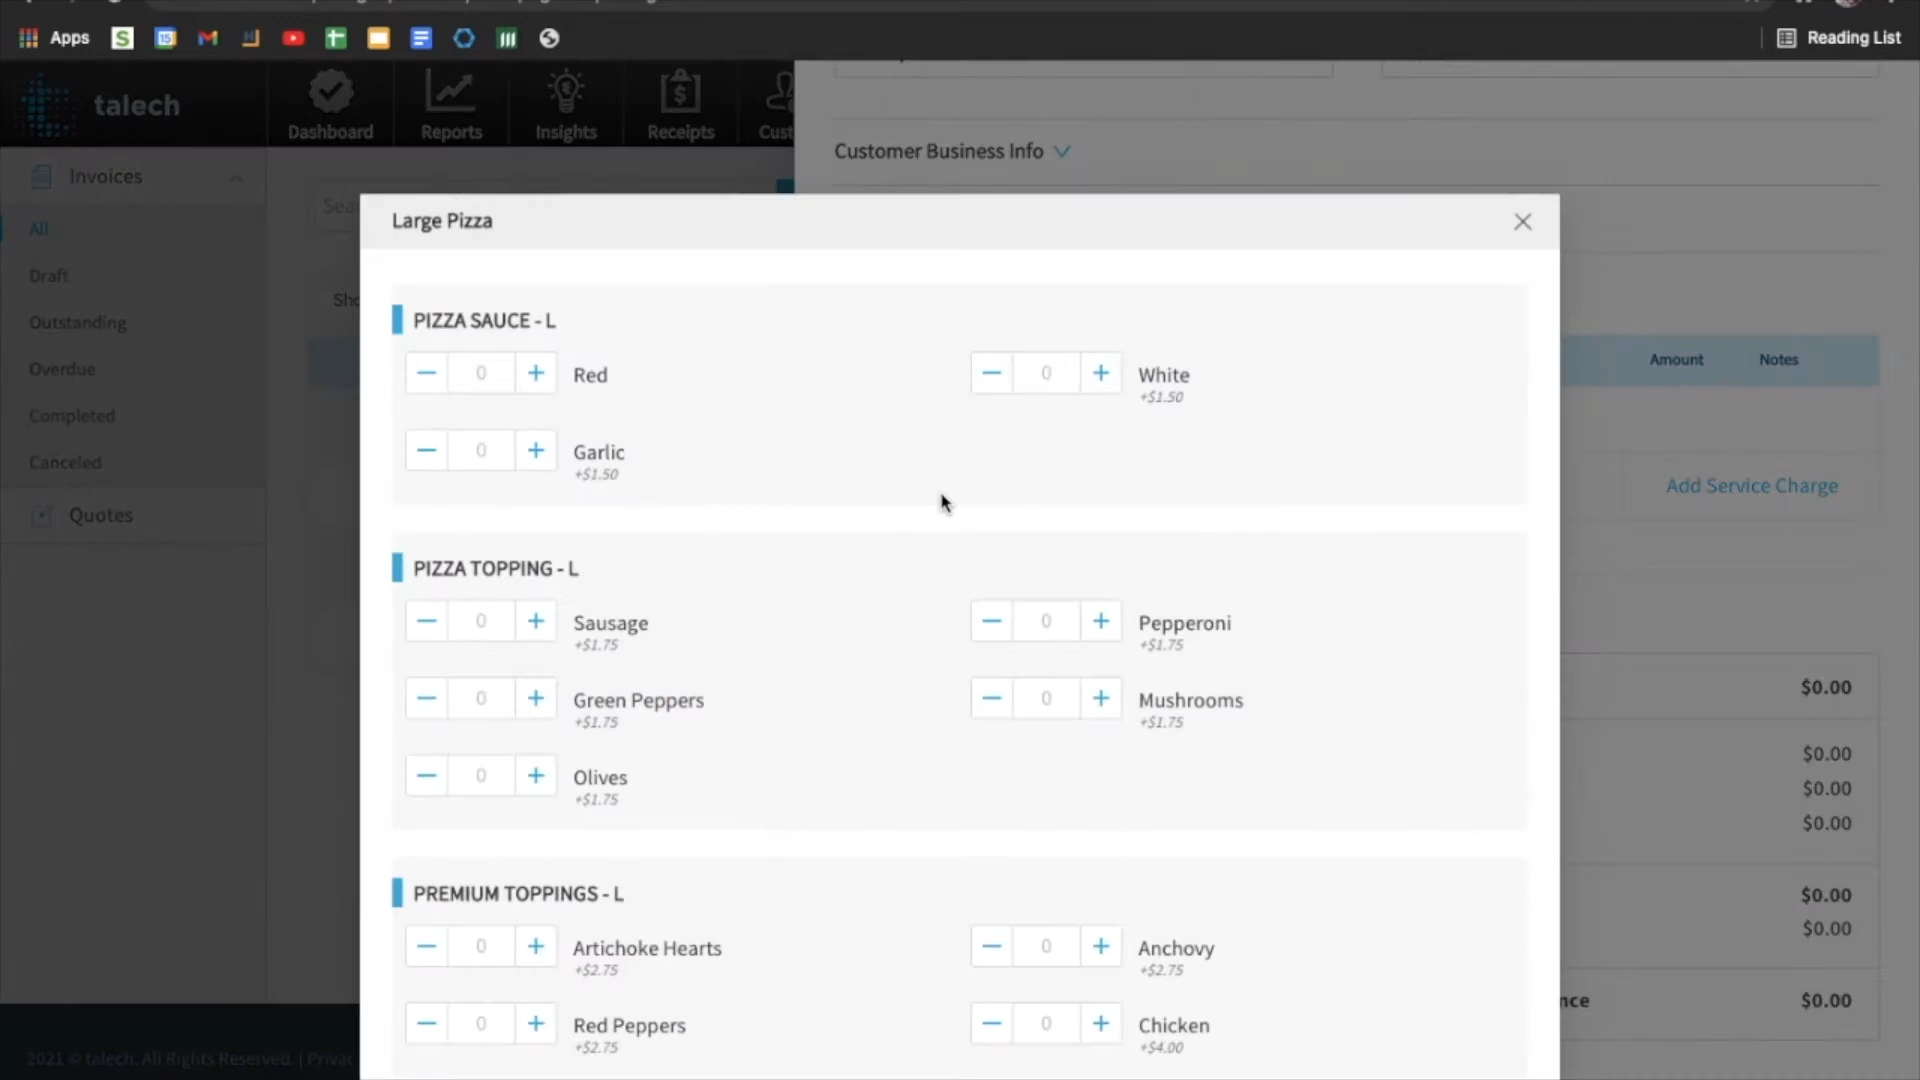 Apps
Reading List
talech
Dashboard
Reports
Insights
Receipts
Cust
Customer Business Info
Invoices
All
Draft
Outstanding
Overdue
Completed
Canceled
Quotes
Sea
Sho
Large Pizza
PIZZA SAUCE - L
0 Red
0 White
+$1.50
0 Garlic
+$1.50
PIZZA TOPPING - L
0 Sausage
+$1.75
0 Pepperoni
+$1.75
0 Green Peppers
+$1.75
0 Mushrooms
+$1.75
0 Olives
+$1.75
PREMIUM TOPPINGS - L
0 Artichoke Hearts
+$2.75
0 Anchovy
+$2.75
0 Red Peppers
+$2.75
0 Chicken
+$4.00
Amount Notes
Add Service Charge
$0.00
$0.00
$0.00
$0.00
$0.00
$0.00
nce $0.00
2021 © talech. All Rights Reserved. | Privac